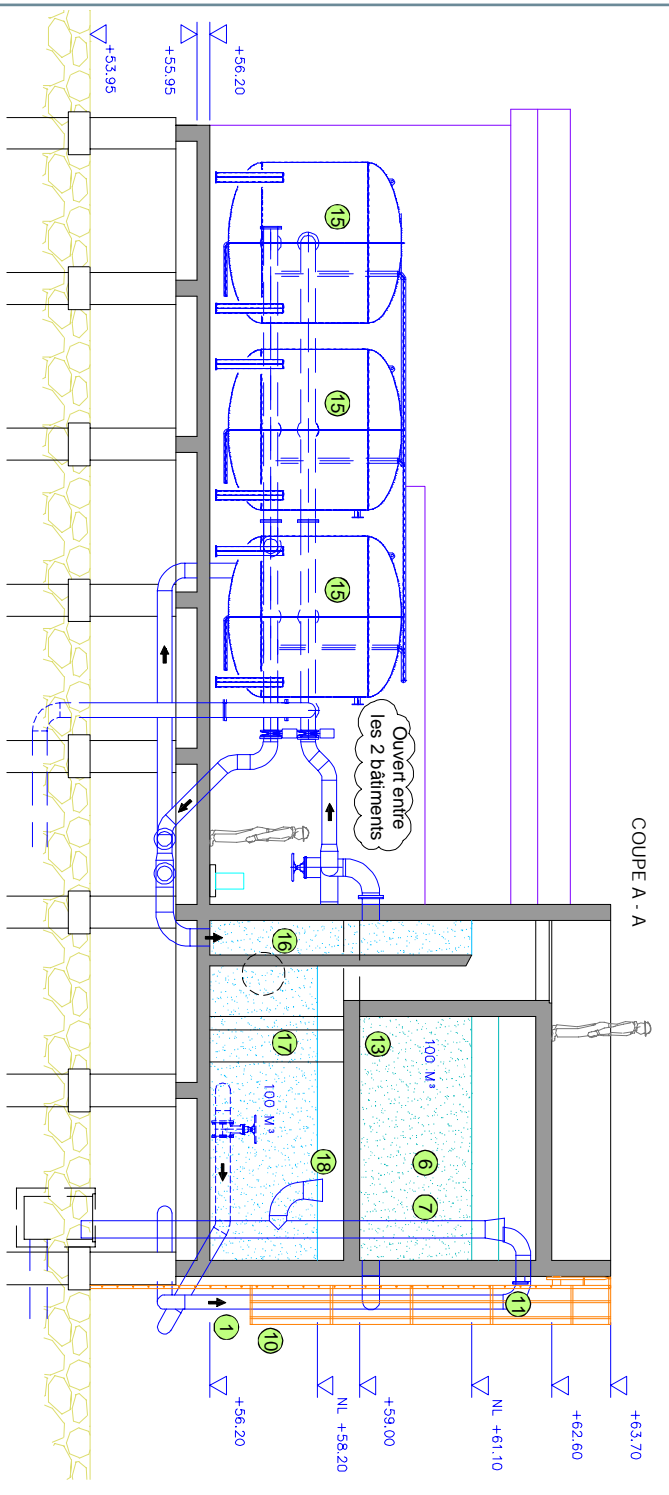 COUPE A - A
+63.70
+62.60
NL +61.10
+59.00
NL +58.20
+56.20
+56.20
+55.95
+53.95
Ouvert entre
les 2 bâtiments
15
15
15
16
13
100 M³
6
7
11
17
100 M³
18
1
10